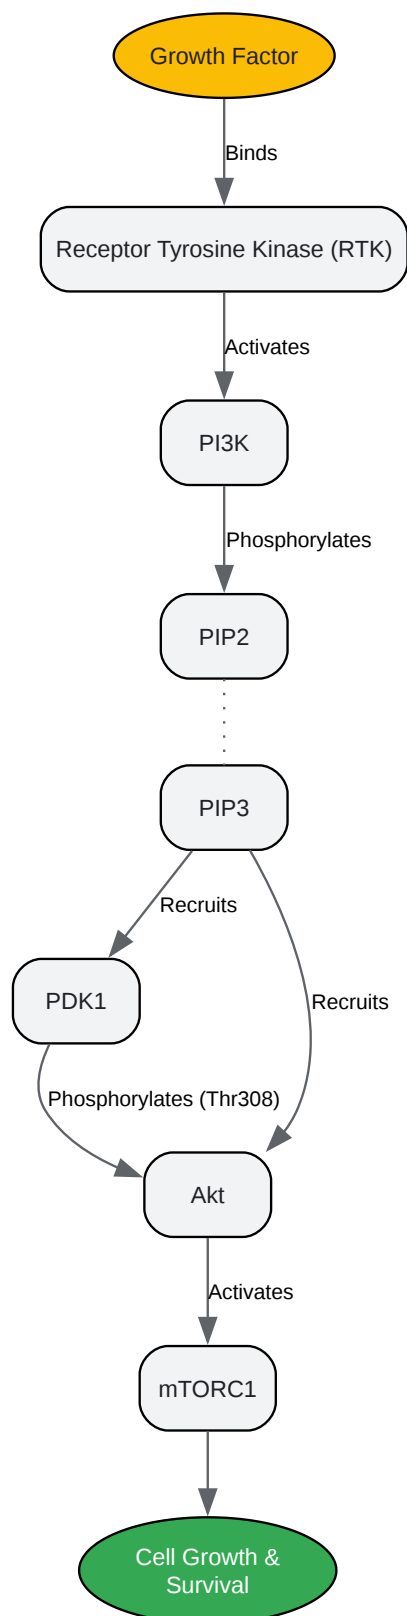 Growth Factor
Binds
Receptor Tyrosine Kinase (RTK)
Activates
PI3K
Phosphorylates
PIP2
PIP3
Recruits
PDK1
Recruits
Phosphorylates (Thr308)
Akt
Activates
mTORC1
Cell Growth &
Survival